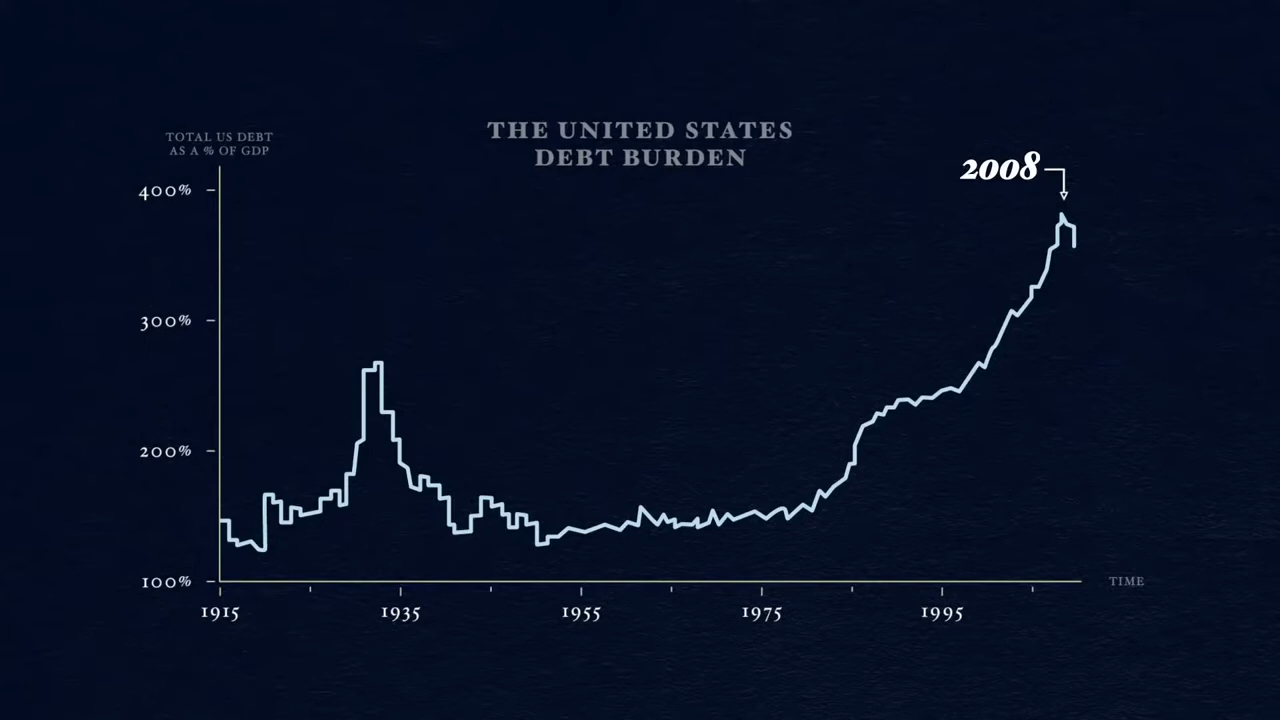 THE UNITED STATES
DEBT BURDEN
TOTAL US DEBT
AS A % OF GDP
2008
400%
300%
200%
100%
TIME
1915
1935
1955
1975
1995